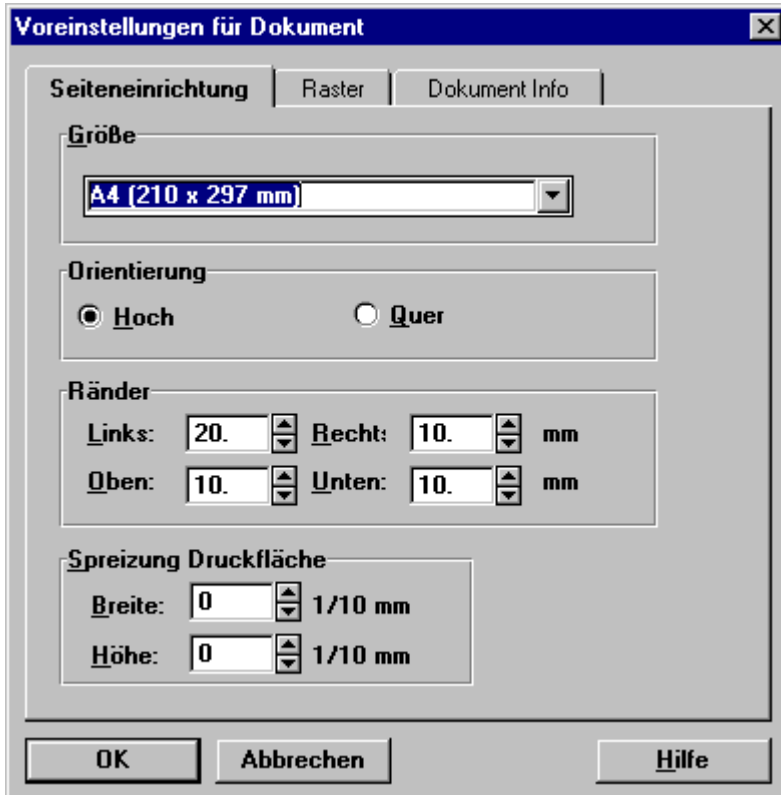 Voreinstellungen für Dokument
Seiteneinrichtung Raster Dokument Info
Größe
A4 (210 x 297 mm)
Orientierung
Hoch Quer
Ränder
Links: 20. Recht: 10. mm
Oben: 10. Unten: 10. mm
Spreizung Druckfläche
Breite: 0 1/10 mm
Höhe: 0 1/10 mm
OK Abbrechen Hilfe